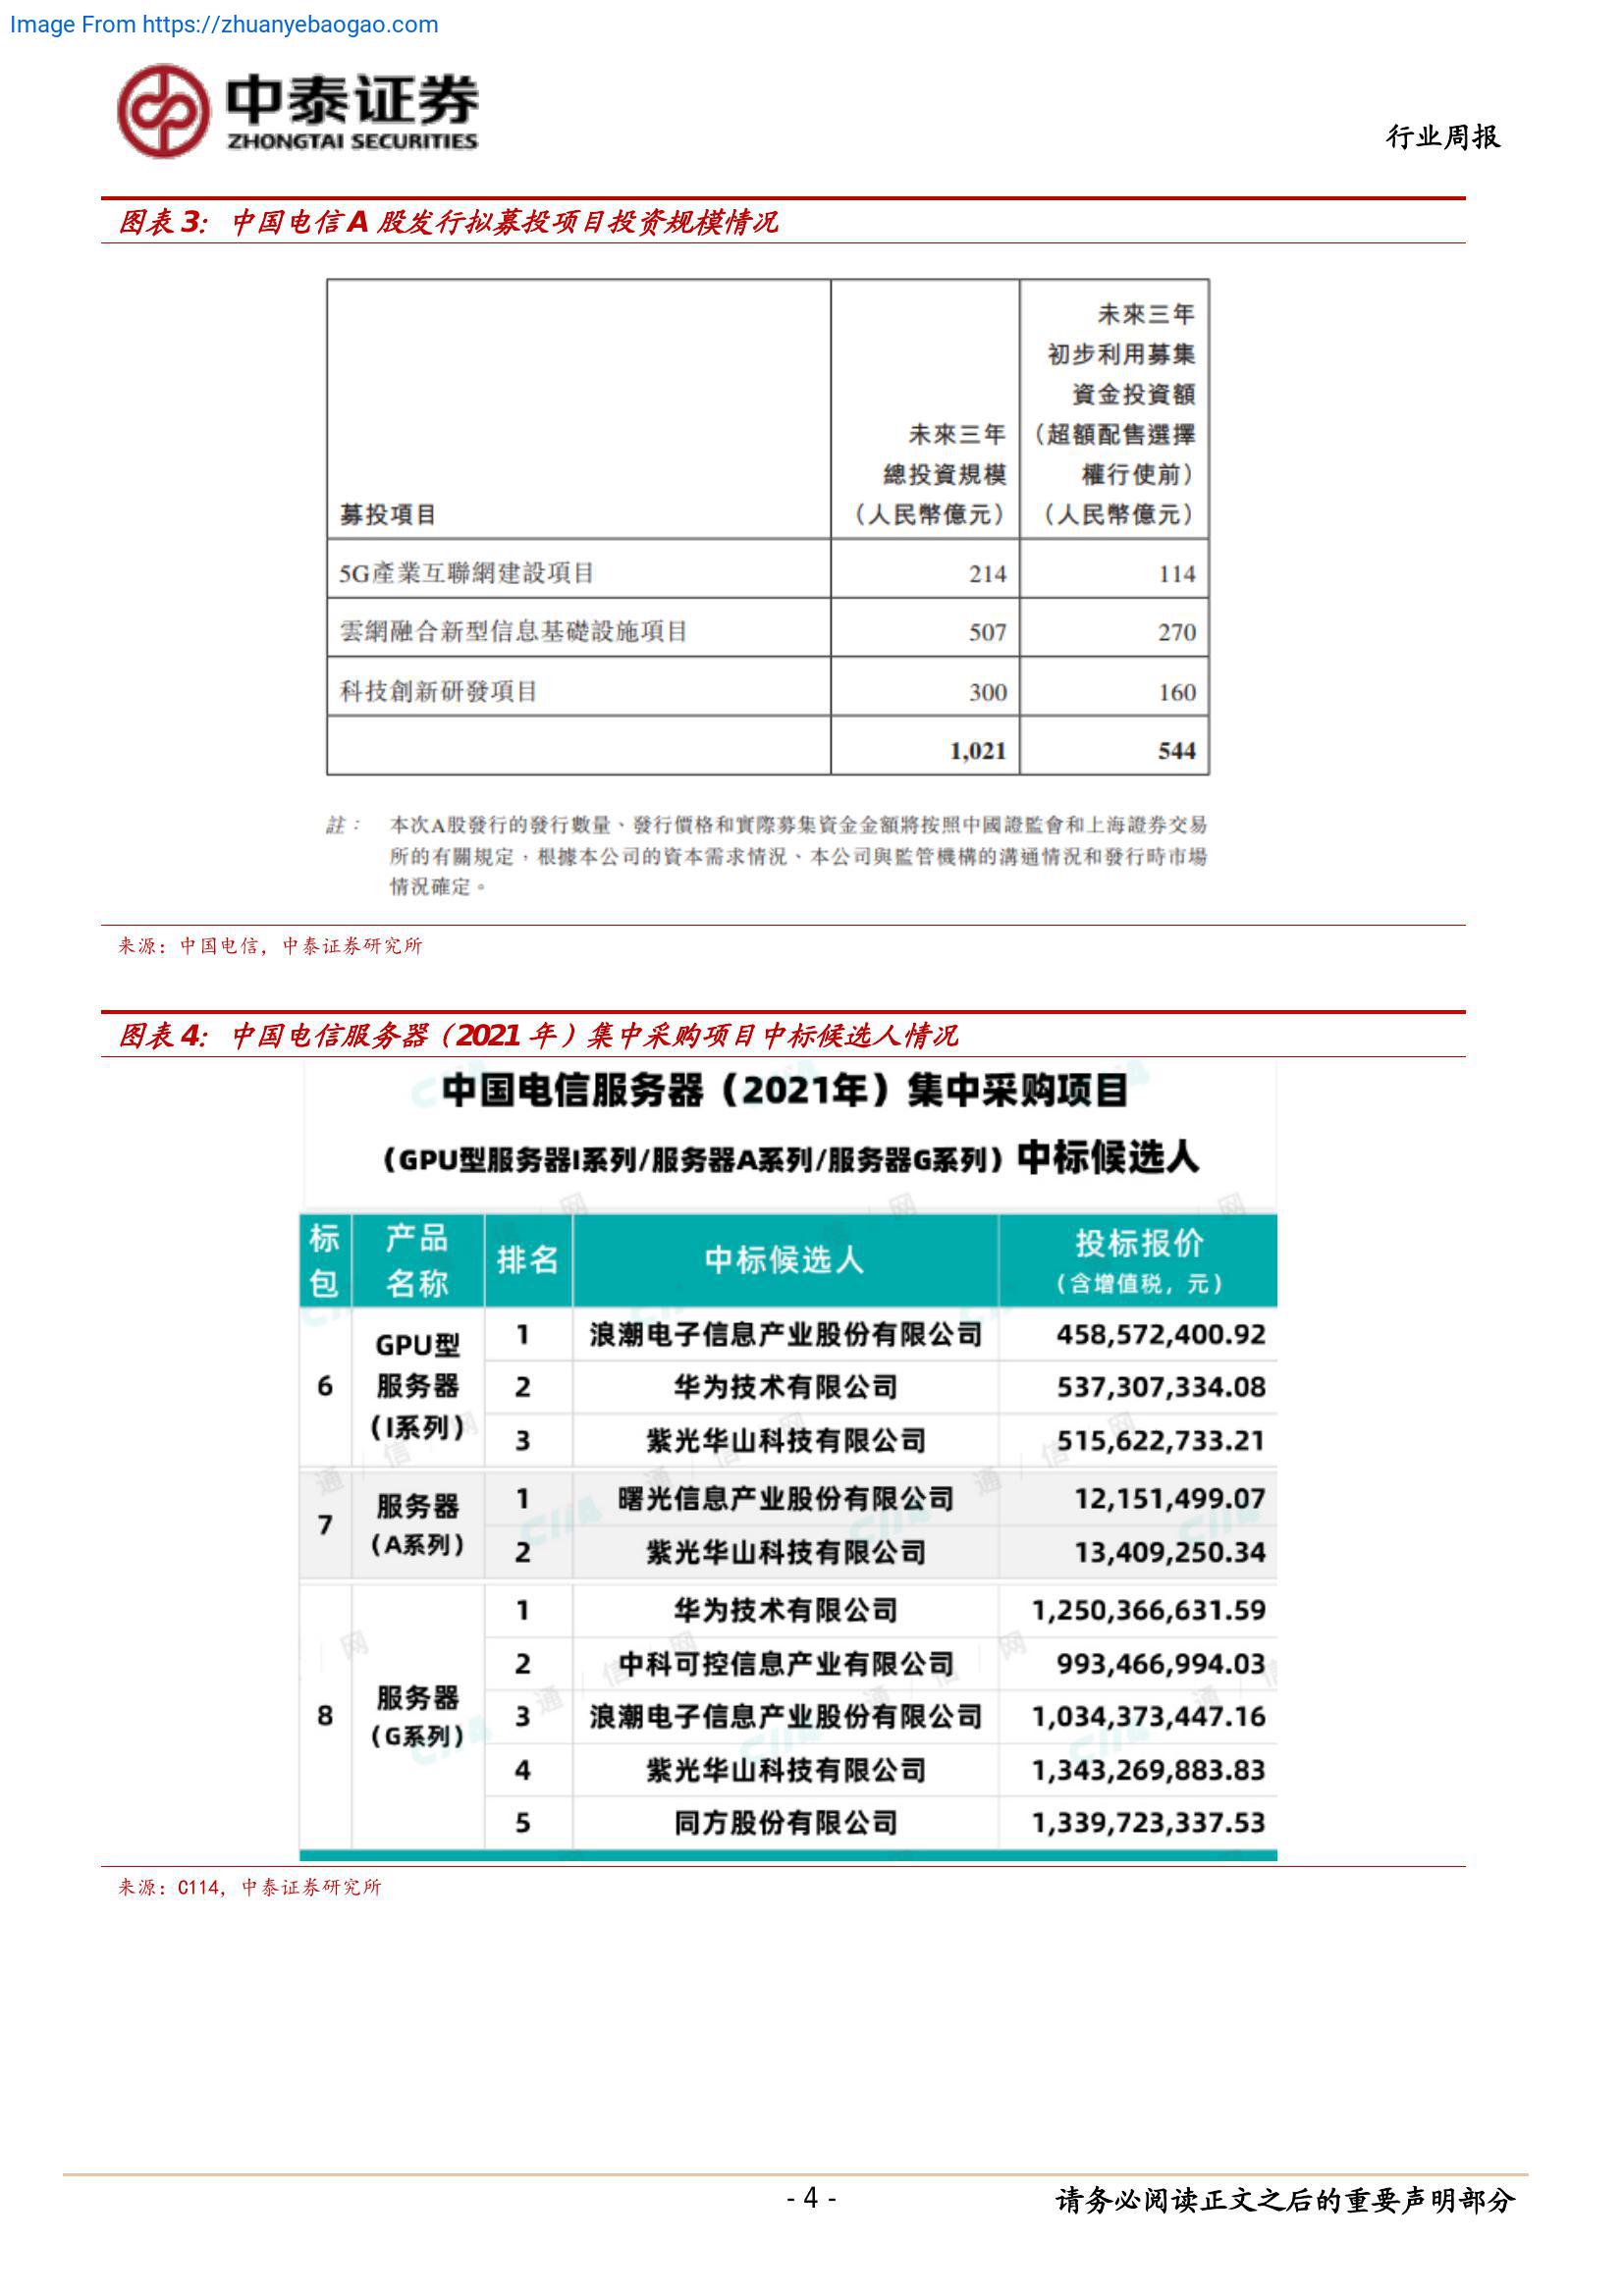 Image From https://zhuanyebaogao.com
中泰证券
ZHONGTAI SECURITIES
行业周报
图表 3：中国电信 A 股发行拟募投项目投资规模情况
募投項目
未來三年
總投資規模
（人民幣億元）
未來三年
初步利用募集
資金投資額
（超額配售選擇
權行使前）
（人民幣億元）
5G產業互聯網建設項目 214 114
雲網融合新型信息基礎設施項目 507 270
科技創新研發項目 300 160
1,021 544
註： 本次A股發行的發行數量、發行價格和實際募集資金金額將按照中國證監會和上海證券交易
所的有關規定，根據本公司的資本需求情況、本公司與監管機構的溝通情況和發行時市場
情況確定。
来源：中国电信，中泰证券研究所
图表 4：中国电信服务器（2021 年）集中采购项目中标候选人情况
中国电信服务器（2021年）集中采购项目
（GPU型服务器I系列/服务器A系列/服务器G系列）中标候选人
标
包
产品
名称
排名
中标候选人
投标报价
（含增值税，元）
6
GPU型
服务器
（I系列）
1 浪潮电子信息产业股份有限公司 458,572,400.92
2 华为技术有限公司 537,307,334.08
3 紫光华山科技有限公司 515,622,733.21
7
服务器
（A系列）
1 曙光信息产业股份有限公司 12,151,499.07
2 紫光华山科技有限公司 13,409,250.34
8
服务器
（G系列）
1 华为技术有限公司 1,250,366,631.59
2 中科可控信息产业有限公司 993,466,994.03
3 浪潮电子信息产业股份有限公司 1,034,373,447.16
4 紫光华山科技有限公司 1,343,269,883.83
5 同方股份有限公司 1,339,723,337.53
来源：C114，中泰证券研究所
- 4 -
请务必阅读正文之后的重要声明部分